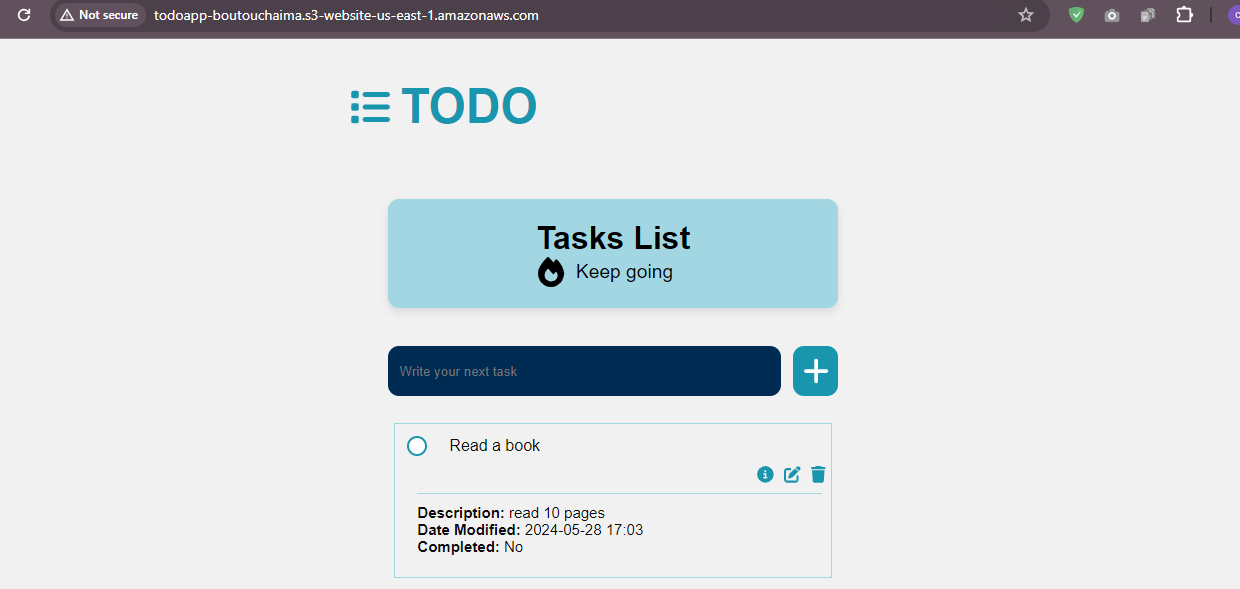 Not secure todoapp-boutouchaima.s3-website-us-east-1.amazonaws.com
TODO
Tasks List
Keep going
Write your next task
Read a book
Description: read 10 pages
Date Modified: 2024-05-28 17:03
Completed: No